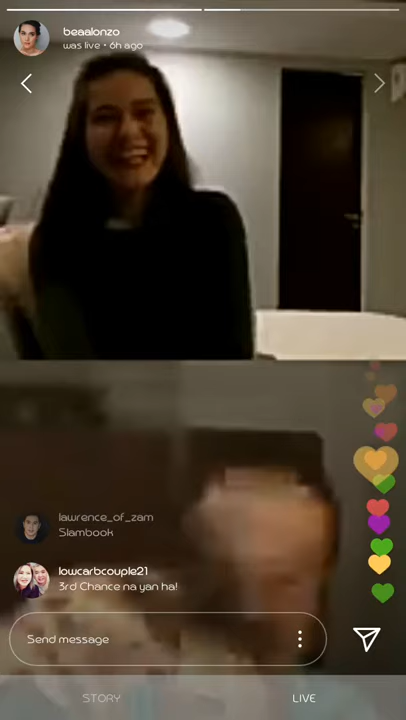 beaalonzo
was live • 6h ago
lawrence_of_zam
Slambook
lowcarbcouple21
3rd Chance na yan ha!
Send message
STORY
LIVE